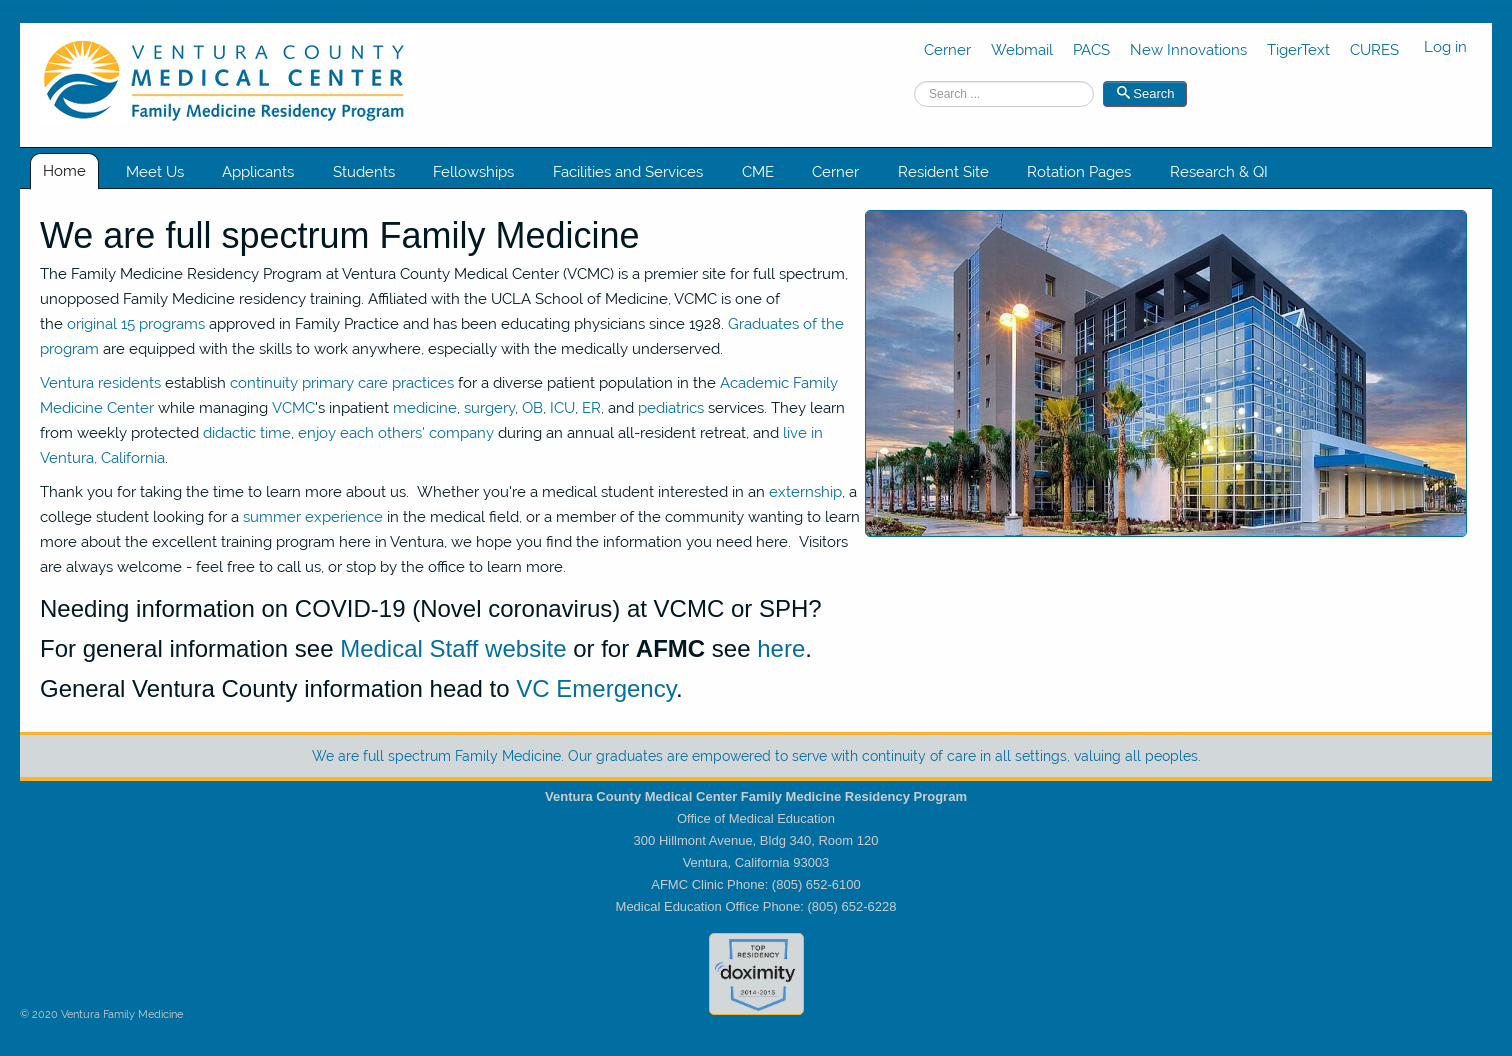 VENTURA COUNTY
MEDICAL CENTER
Family Medicine Residency Program
Cerner Webmail PACS New Innovations TigerText CURES Log in
Search ... Search
Home Meet Us Applicants Students Fellowships Facilities and Services CME Cerner Resident Site Rotation Pages Research & QI
We are full spectrum Family Medicine
The Family Medicine Residency Program at Ventura County Medical Center (VCMC) is a premier site for full spectrum,
unopposed Family Medicine residency training. Affiliated with the UCLA School of Medicine, VCMC is one of
the original 15 programs approved in Family Practice and has been educating physicians since 1928. Graduates of the
program are equipped with the skills to work anywhere, especially with the medically underserved.
Ventura residents establish continuity primary care practices for a diverse patient population in the Academic Family
Medicine Center while managing VCMC's inpatient medicine, surgery, OB, ICU, ER, and pediatrics services. They learn
from weekly protected didactic time, enjoy each others' company during an annual all-resident retreat, and live in
Ventura, California.
Thank you for taking the time to learn more about us. Whether you're a medical student interested in an externship, a
college student looking for a summer experience in the medical field, or a member of the community wanting to learn
more about the excellent training program here in Ventura, we hope you find the information you need here. Visitors
are always welcome - feel free to call us, or stop by the office to learn more.
Needing information on COVID-19 (Novel coronavirus) at VCMC or SPH?
For general information see Medical Staff website or for AFMC see here.
General Ventura County information head to VC Emergency.
We are full spectrum Family Medicine. Our graduates are empowered to serve with continuity of care in all settings, valuing all peoples.
Ventura County Medical Center Family Medicine Residency Program
Office of Medical Education
300 Hillmont Avenue, Bldg 340, Room 120
Ventura, California 93003
AFMC Clinic Phone: (805) 652-6100
Medical Education Office Phone: (805) 652-6228
TOP
RESIDENCY
doximity
2014-2015
© 2020 Ventura Family Medicine